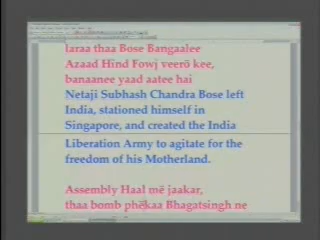 laraa thaa Bose Bangaalee
Azaad Hind Fowj veerō kee,
banaanee yaad aatee hai
Netaji Subhash Chandra Bose left
India, stationed himself in
Singapore, and created the India
Liberation Army to agitate for the
freedom of his Motherland.
Assembly Haal mē jaakar,
thaa bomb phēkaa Bhagatsingh ne